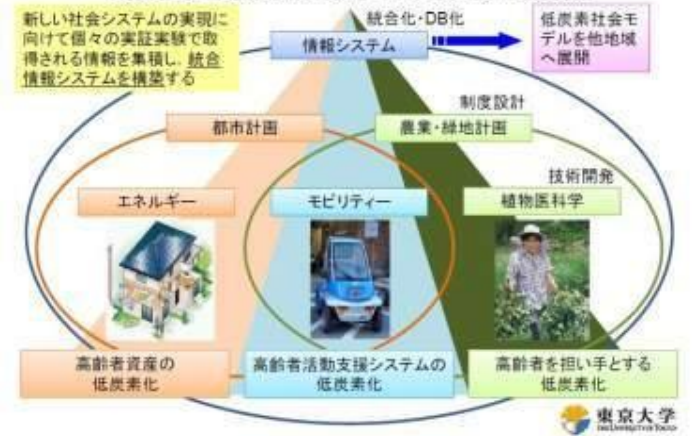 新しい社会システムの実現に
向けて個々の実証実験で取
得される情報を集積し、統合
情報システムを構築する
統合化・DB化
情報システム
低炭素社会モ
デルを他地域
へ展開
制度設計
都市計画
農業・緑地計画
技術開発
エネルギー
モビリティー
植物医科学
高齢者資産の
低炭素化
高齢者活動支援システムの
低炭素化
高齢者を担い手とする
低炭素化
東京大学
THE UNIVERSITY OF TOKYO